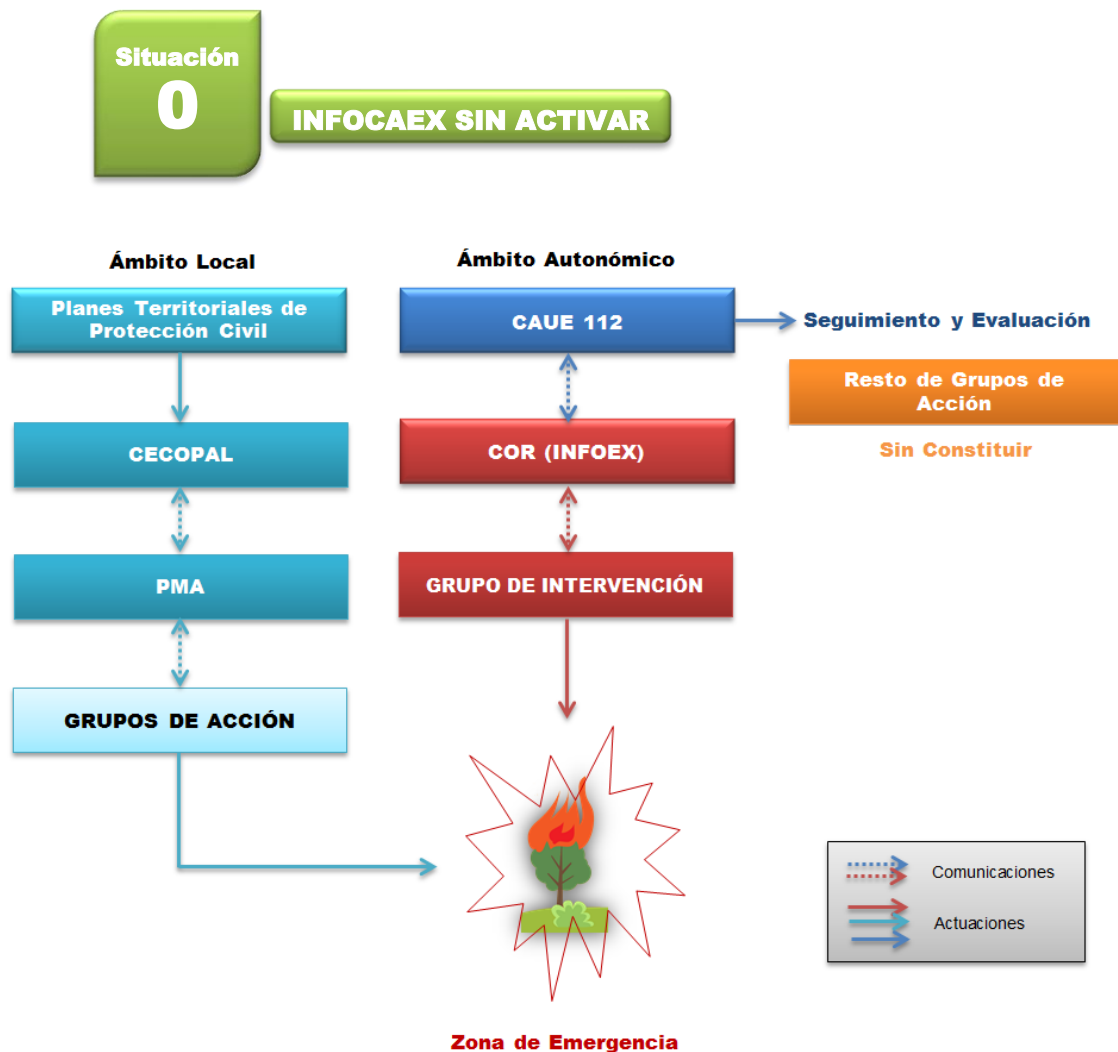 Situación
0
INFOCAEX SIN ACTIVAR
Ámbito Local
Planes Territoriales de
Protección Civil
CECOPAL
PMA
GRUPOS DE ACCIÓN
Ámbito Autonómico
CAUE 112
COR (INFOEX)
GRUPO DE INTERVENCIÓN
Seguimiento y Evaluación
Resto de Grupos de
Acción
Sin Constituir
Comunicaciones
Actuaciones
Zona de Emergencia